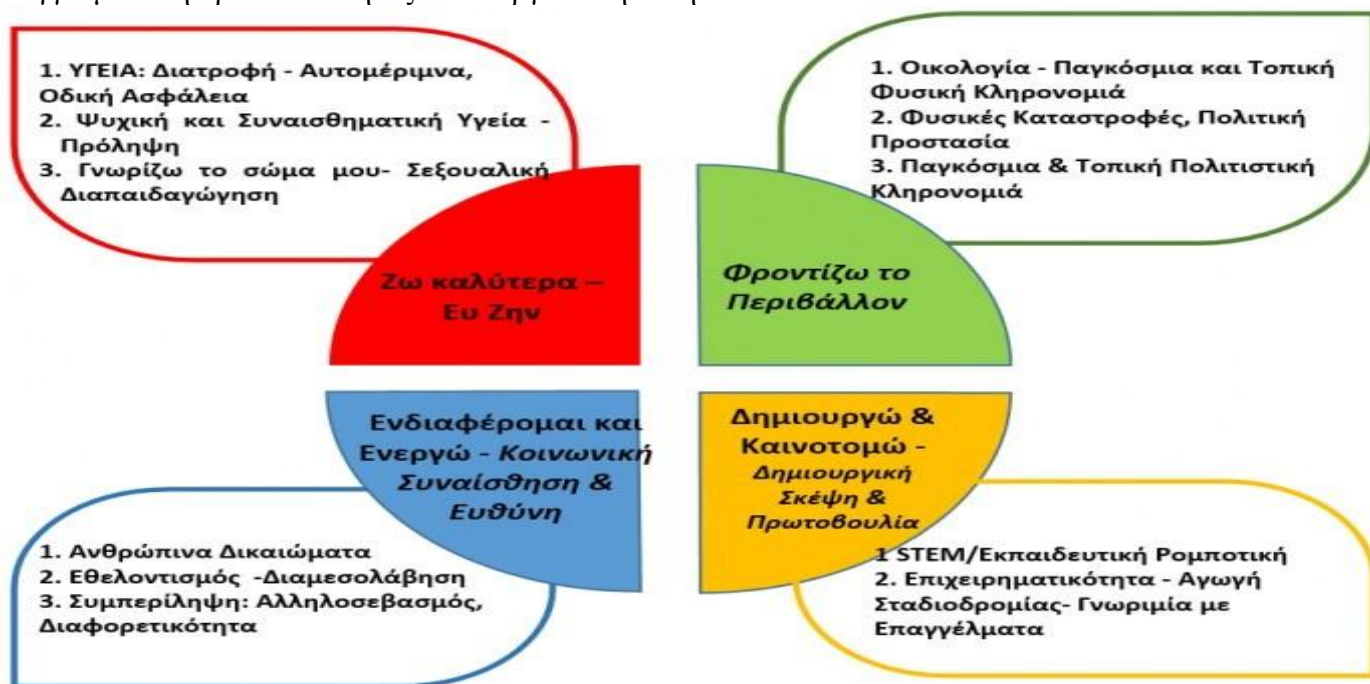 1. ΥΓΕΙΑ: Διατροφή - Αυτομέριμνα,
Οδική Ασφάλεια
2. Ψυχική και Συναισθηματική Υγεία -
Πρόληψη
3. Γνωρίζω το σώμα μου- Σεξουαλική
Διαπαιδαγώγηση
Ζω καλύτερα –
Ευ Ζην
1. Οικολογία - Παγκόσμια και Τοπική
Φυσική Κληρονομιά
2. Φυσικές Καταστροφές, Πολιτική
Προστασία
3. Παγκόσμια & Τοπική Πολιτιστική
Κληρονομιά
Φροντίζω το
Περιβάλλον
Ενδιαφέρομαι και
Ενεργώ - Κοινωνική
Συναίσθηση &
Ευθύνη
1. Ανθρώπινα Δικαιώματα
2. Εθελοντισμός -Διαμεσολάβηση
3. Συμπερίληψη: Αλληλοσεβασμός,
Διαφορετικότητα
Δημιουργώ &
Καινοτομώ -
Δημιουργική
Σκέψη &
Πρωτοβουλία
1 STEM/Εκπαιδευτική Ρομποτική
2. Επιχειρηματικότητα - Αγωγή
Σταδιοδρομίας- Γνωριμία με
Επαγγέλματα